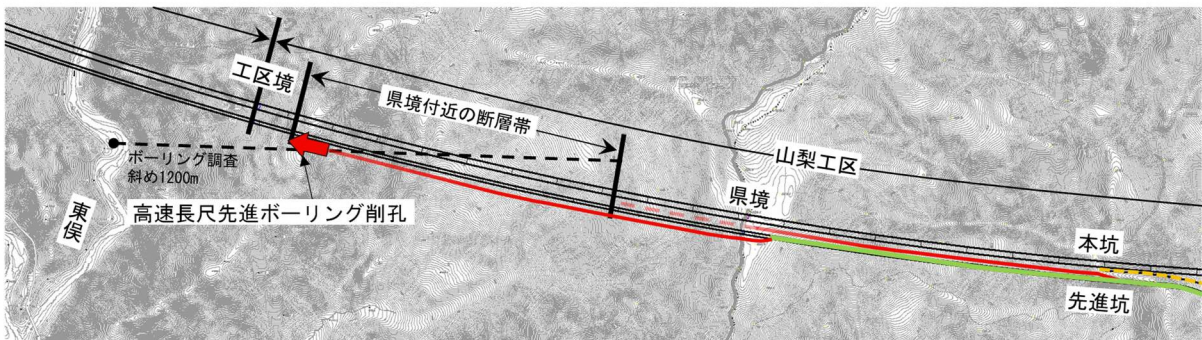 工区境
県境付近の断層帯
山梨工区
ボーリング調査
斜め1200m
高速長尺先進ボーリング削孔
県境
東俣
本坑
先進坑